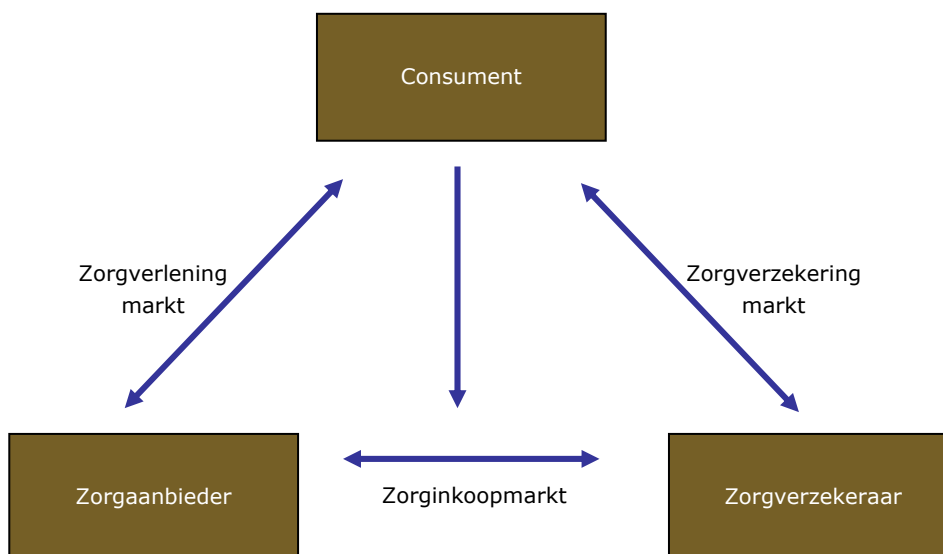 Consument
Zorgverlening
markt
Zorgverzekering
markt
Zorgaanbieder
Zorginkoopmarkt
Zorgverzekeraar